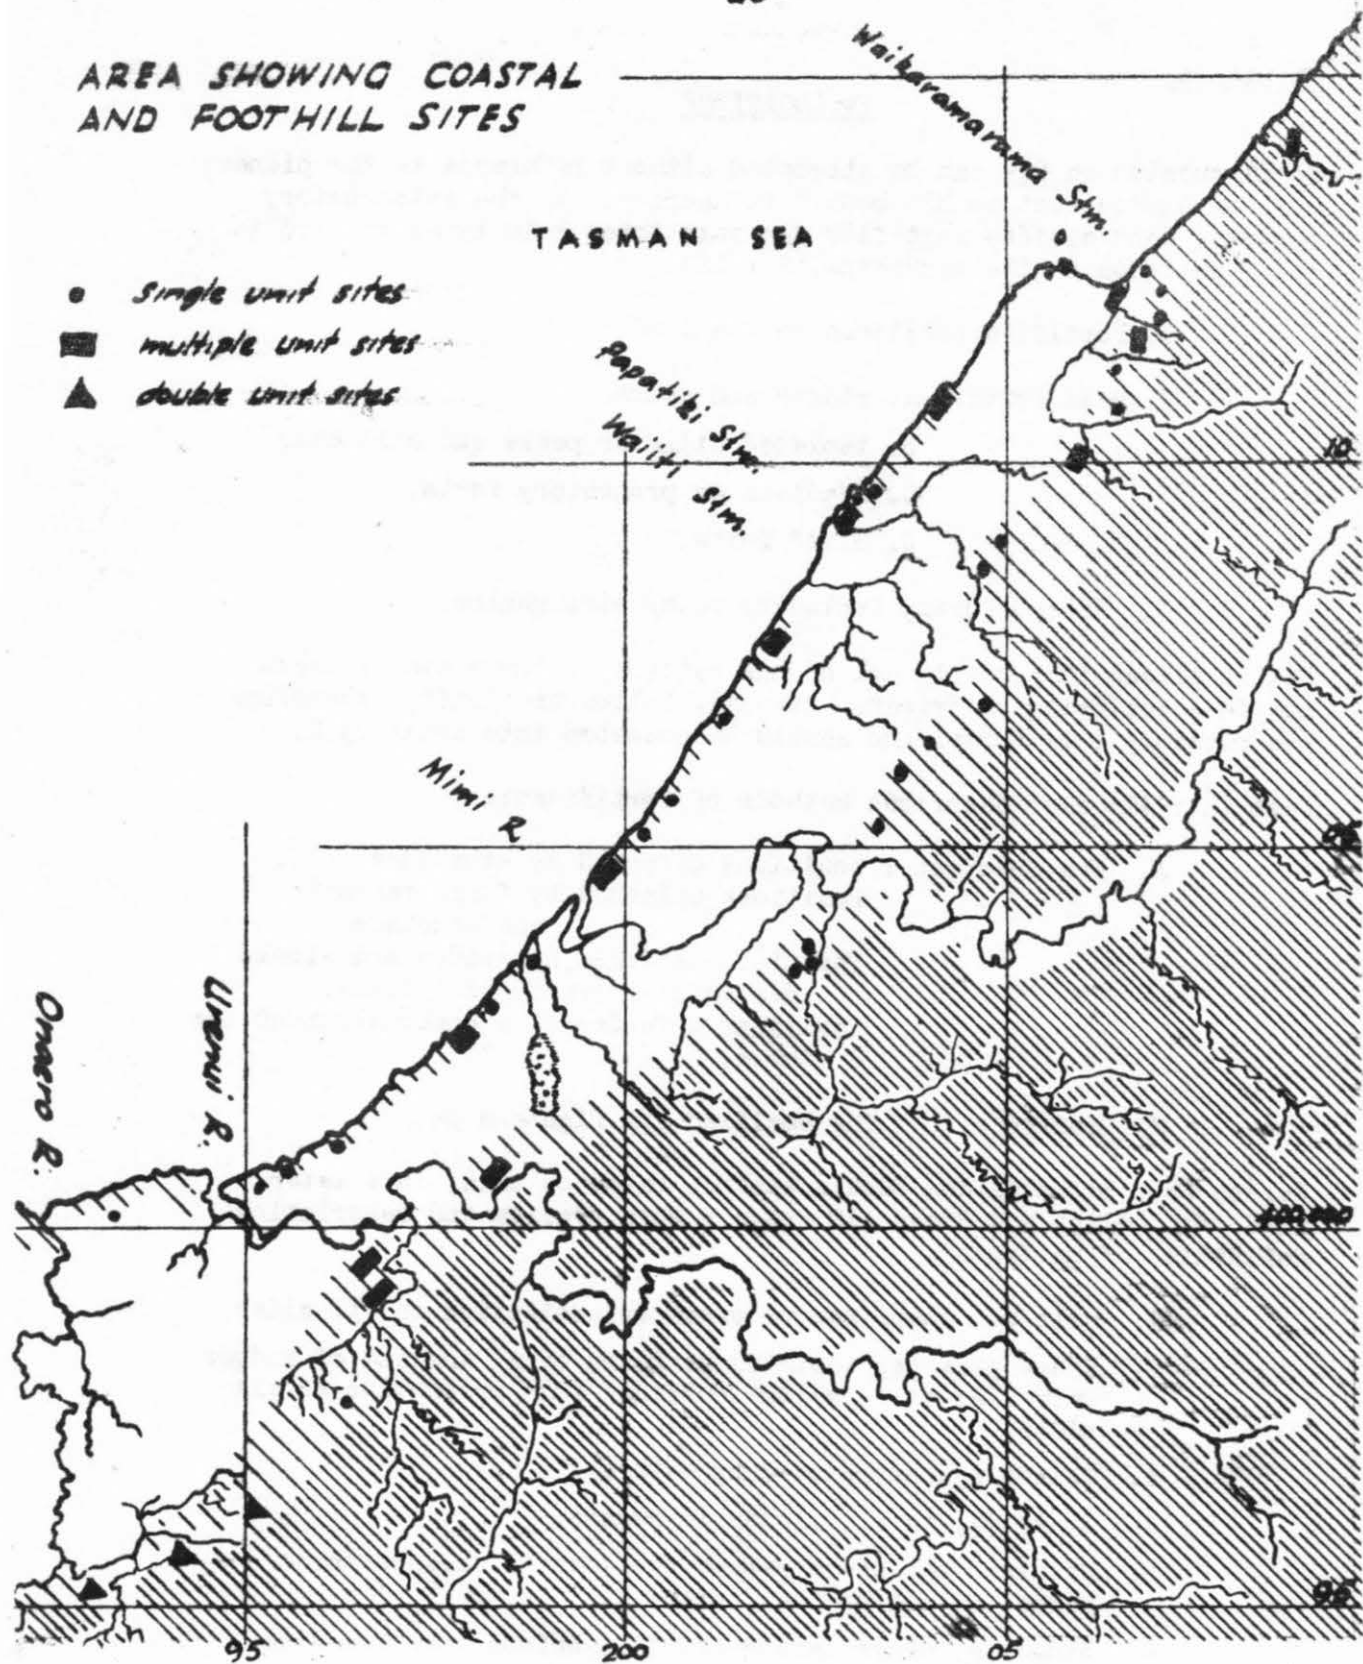 AREA SHOWING COASTAL
AND FOOTHILL SITES
TASMAN SEA
single unit sites
multiple unit sites
double unit sites
Waikaramarama Stm.
Papatiki Stm.
Waiiti Stm.
Mimi R.
Urenui R.
Onaero R.
10
05
400,000
95
95
200
05